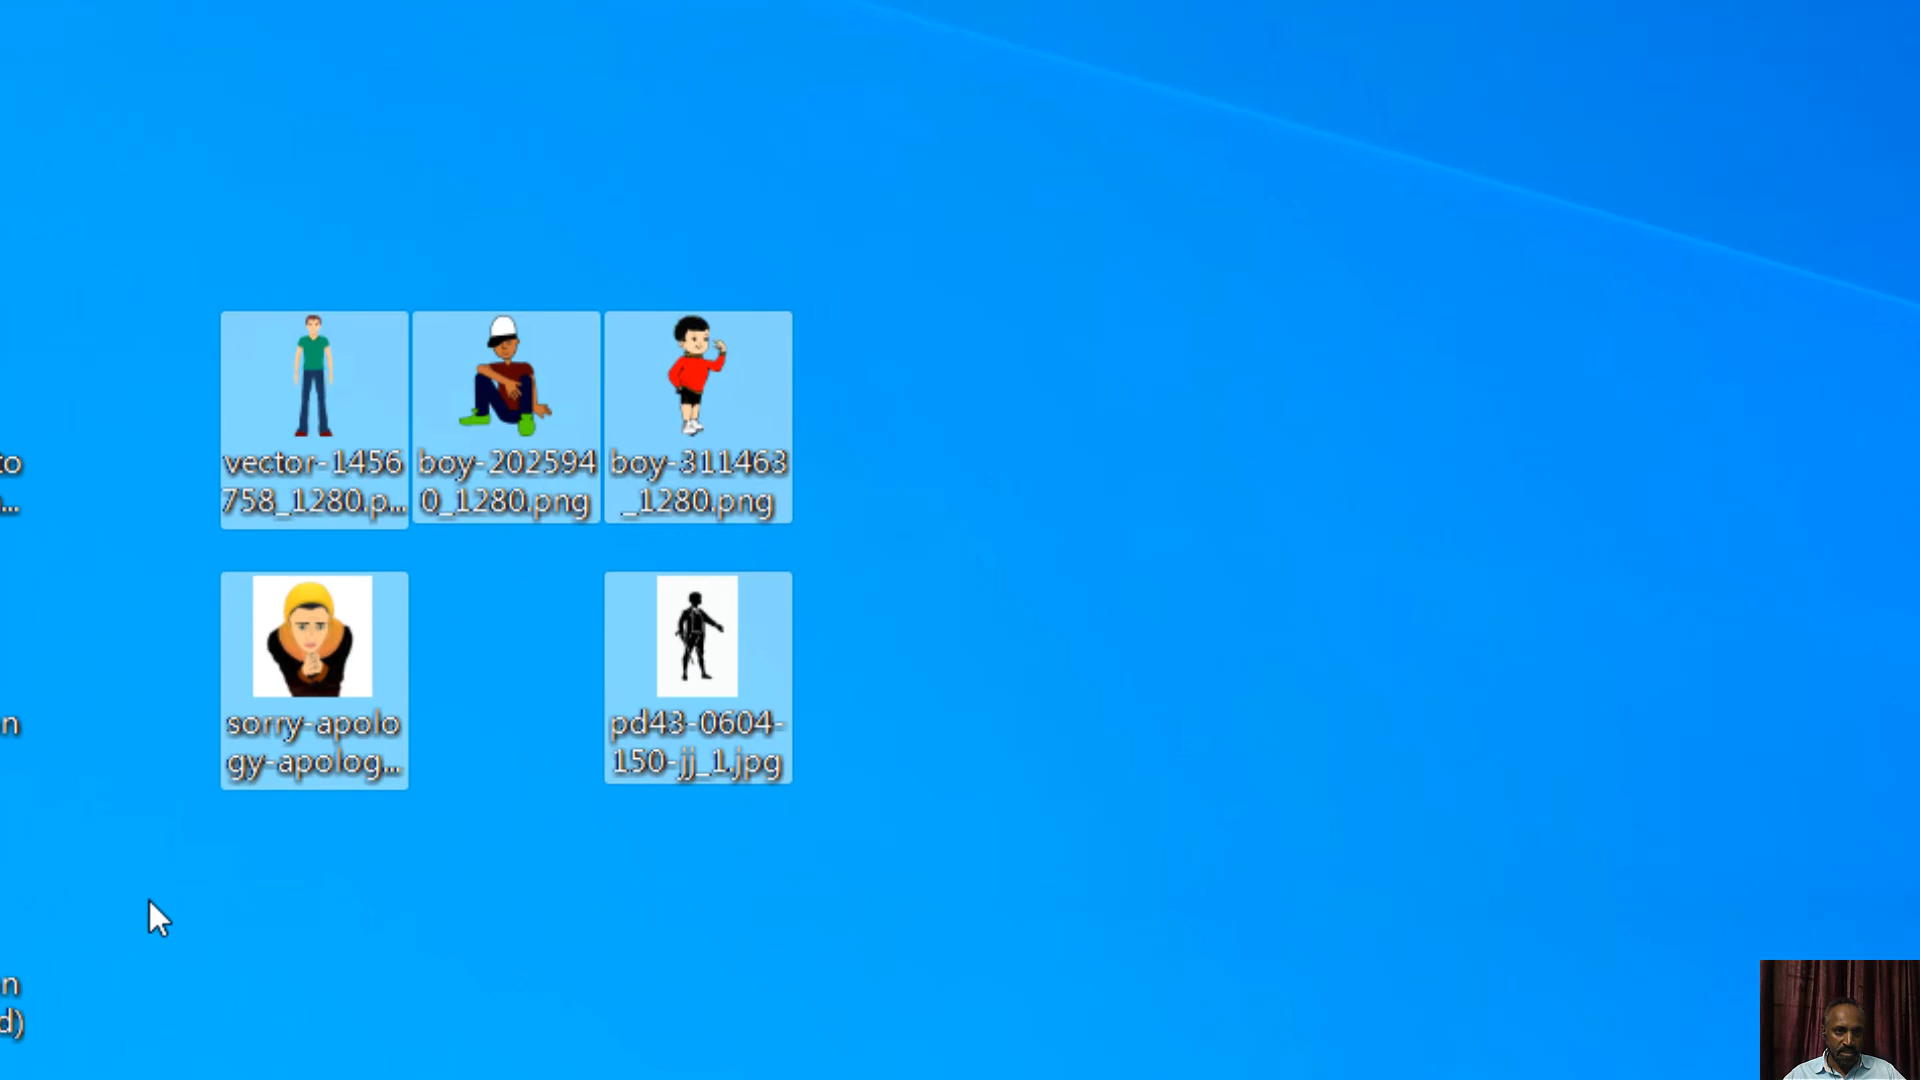 vector-1456
758_1280.p...
boy-202594
0_1280.png
boy-311463
_1280.png
to
...
sorry-apolo
gy-apolog...
pd43-0604-
150-jj_1.jpg
n
n
d)